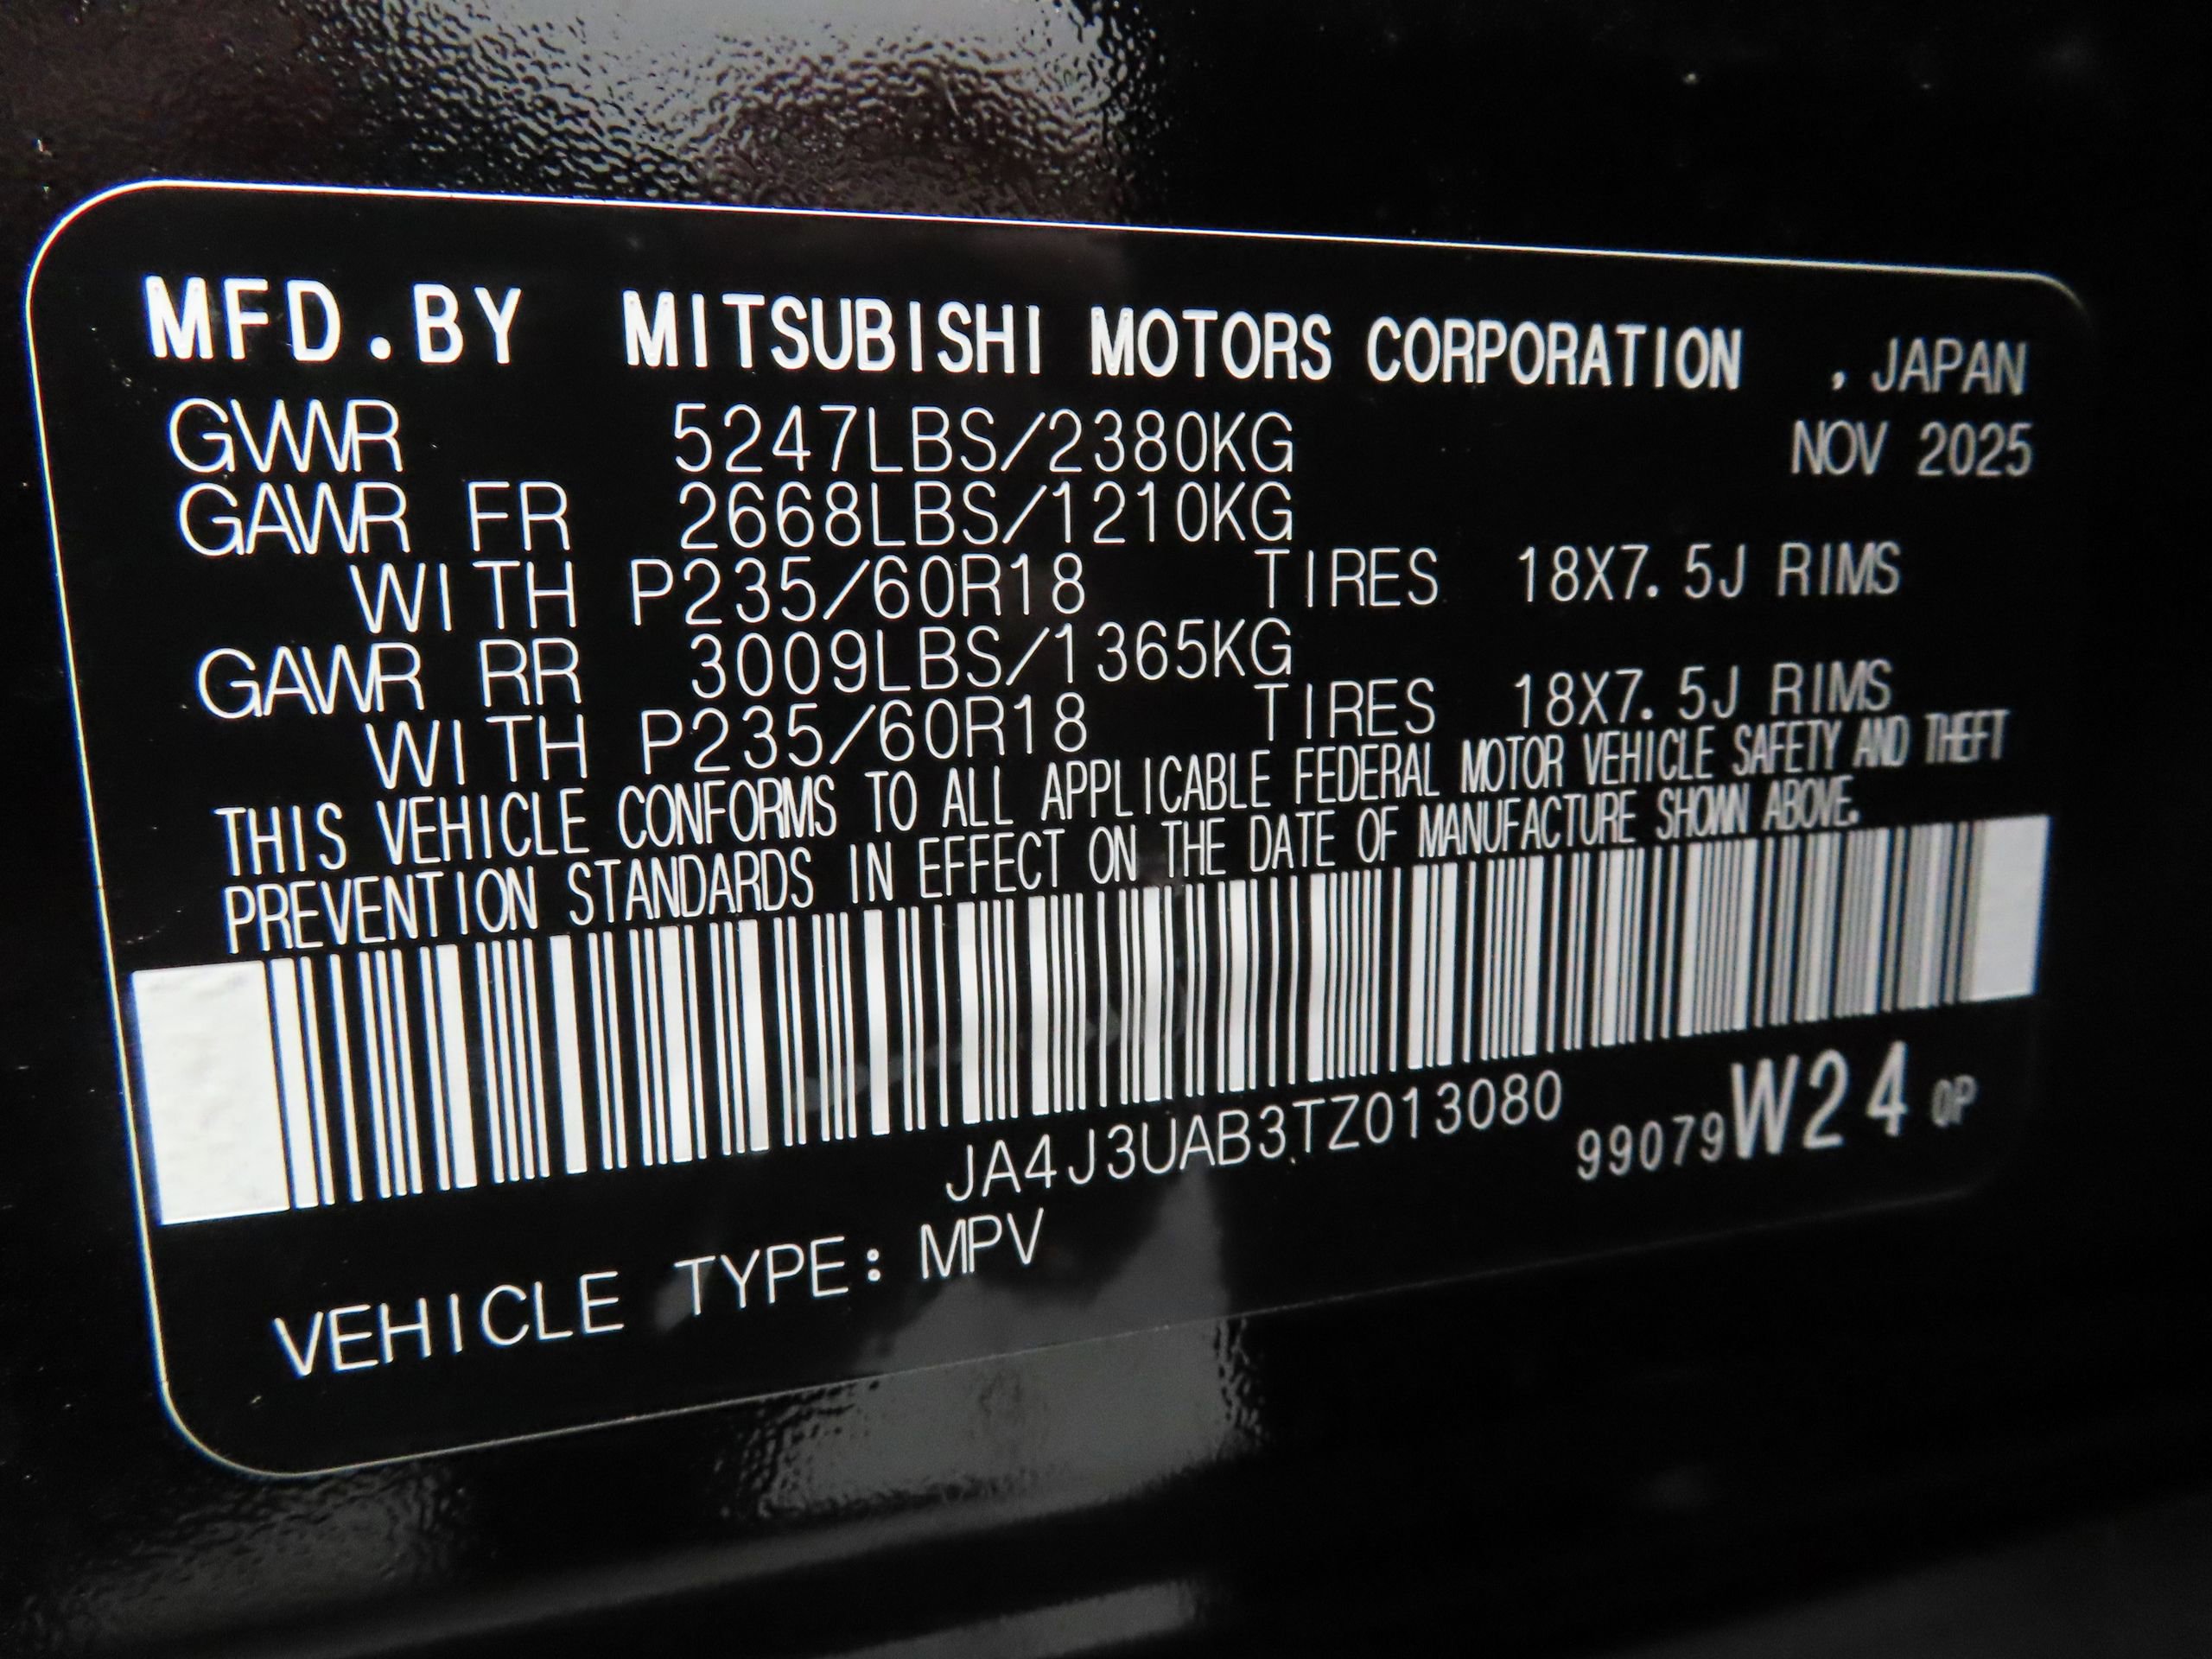 MFD.BY MITSUBISHI MOTORS CORPORATION , JAPAN
GVWR 5247LBS/2380KG NOV 2025
GAWR FR 2668LBS/1210KG
WITH P235/60R18 TIRES 18X7.5J RIMS
GAWR RR 3009LBS/1365KG
WITH P235/60R18 TIRES 18X7.5J RIMS
THIS VEHICLE CONFORMS TO ALL APPLICABLE FEDERAL MOTOR VEHICLE SAFETY AND THEFT
PREVENTION STANDARDS IN EFFECT ON THE DATE OF MANUFACTURE SHOWN ABOVE.
JA4J3UAB3TZ013080 99079W24 0P
VEHICLE TYPE: MPV